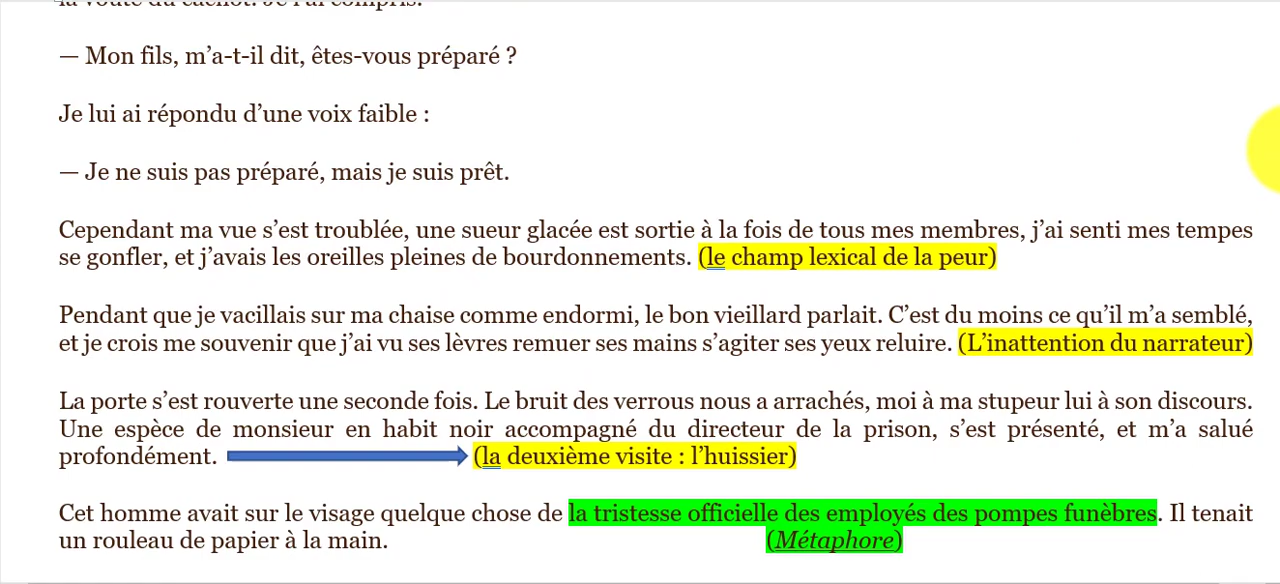 la voûte du cachot. Je l'ai compris.
— Mon fils, m'a-t-il dit, êtes-vous préparé ?
Je lui ai répondu d'une voix faible :
— Je ne suis pas préparé, mais je suis prêt.
Cependant ma vue s'est troublée, une sueur glacée est sortie à la fois de tous mes membres, j'ai senti mes tempes
se gonfler, et j'avais les oreilles pleines de bourdonnements. (le champ lexical de la peur)
Pendant que je vacillais sur ma chaise comme endormi, le bon vieillard parlait. C'est du moins ce qu'il m'a semblé,
et je crois me souvenir que j'ai vu ses lèvres remuer ses mains s'agiter ses yeux reluire. (L'inattention du narrateur)
La porte s'est rouverte une seconde fois. Le bruit des verrous nous a arrachés, moi à ma stupeur lui à son discours.
Une espèce de monsieur en habit noir accompagné du directeur de la prison, s'est présenté, et m'a salué
profondément. (la deuxième visite : l'huissier)
Cet homme avait sur le visage quelque chose de la tristesse officielle des employés des pompes funèbres. Il tenait
un rouleau de papier à la main. (Métaphore)